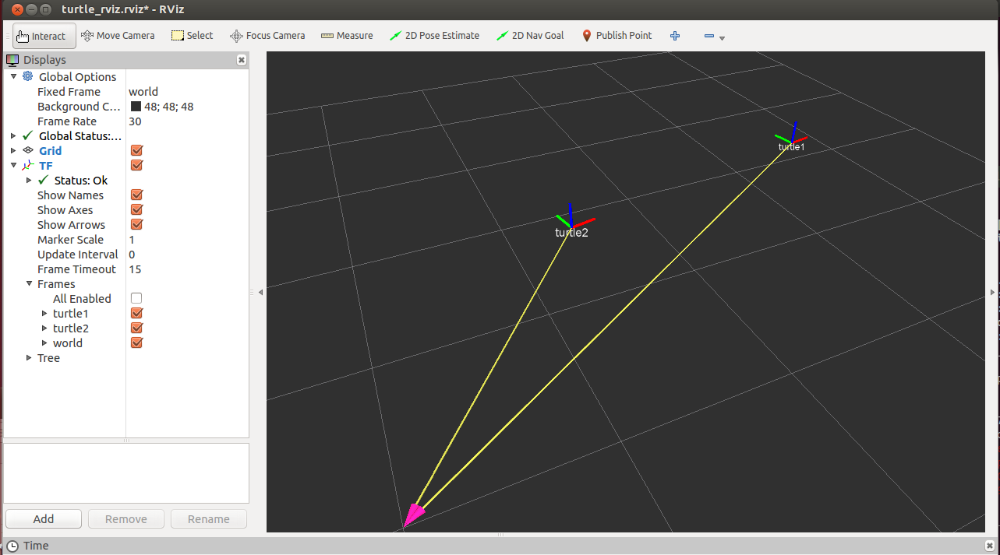 turtle_rviz.rviz* - RViz
Interact Move Camera Select Focus Camera Measure 2D Pose Estimate 2D Nav Goal Publish Point
Displays
Global Options
Fixed Frame world
Background C... 48; 48; 48
Frame Rate 30
Global Status:...
Grid
TF
Status: Ok
Show Names
Show Axes
Show Arrows
Marker Scale 1
Update Interval 0
Frame Timeout 15
Frames
All Enabled
turtle1
turtle2
world
Tree
turtle1
turtle2
Add Remove Rename
Time